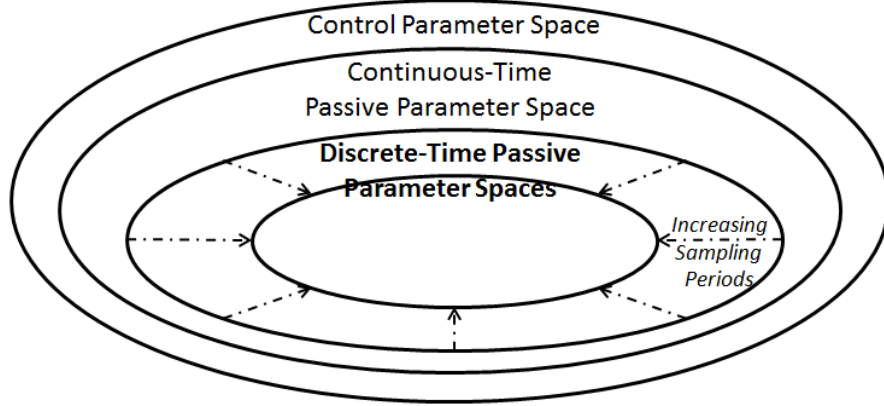 Control Parameter Space
Continuous-Time
Passive Parameter Space
Discrete-Time Passive
Parameter Spaces
Increasing
Sampling
Periods